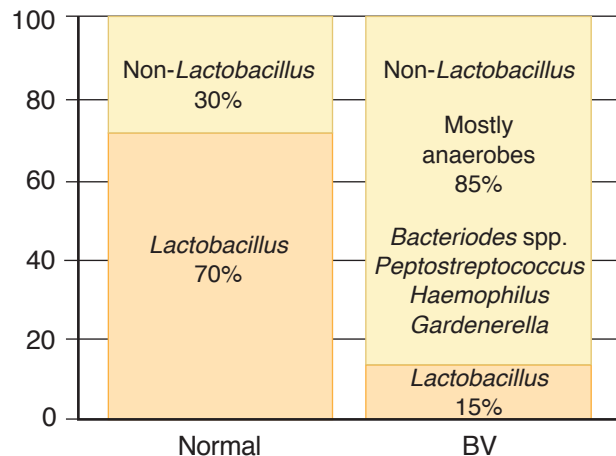 100
80
60
40
20
0
Non-Lactobacillus
30%
Lactobacillus
70%
Normal
Non-Lactobacillus
Mostly
anaerobes
85%
Bacteriodes spp.
Peptostreptococcus
Haemophilus
Gardenerella
Lactobacillus
15%
BV